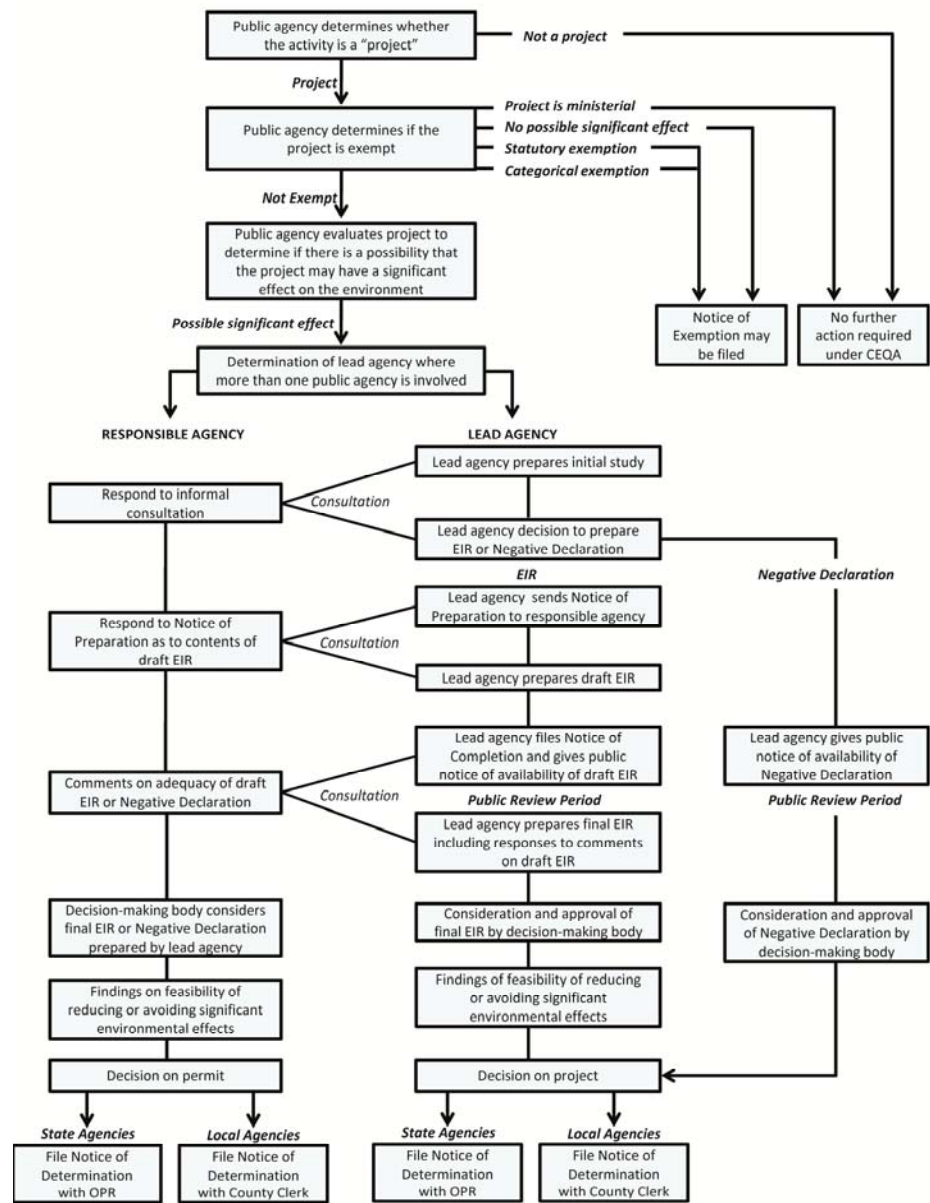 Public agency determines whether
the activity is a “project”
Not a project
Project
Public agency determines if the
project is exempt
Project is ministerial
No possible significant effect
Statutory exemption
Categorical exemption
Not Exempt
Public agency evaluates project to
determine if there is a possibility that
the project may have a significant
effect on the environment
Notice of
Exemption may
be filed
No further
action required
under CEQA
Possible significant effect
Determination of lead agency where
more than one public agency is involved
RESPONSIBLE AGENCY
LEAD AGENCY
Lead agency prepares initial study
Respond to informal
consultation
Consultation
Lead agency decision to prepare
EIR or Negative Declaration
EIR
Negative Declaration
Lead agency sends Notice of
Preparation to responsible agency
Respond to Notice of
Preparation as to contents of
draft EIR
Consultation
Lead agency prepares draft EIR
Lead agency files Notice of
Completion and gives public
notice of availability of draft EIR
Lead agency gives public
notice of availability of
Negative Declaration
Comments on adequacy of draft
EIR or Negative Declaration
Consultation
Public Review Period
Public Review Period
Lead agency prepares final EIR
including responses to comments
on draft EIR
Decision-making body considers
final EIR or Negative Declaration
prepared by lead agency
Consideration and approval of
final EIR by decision-making body
Consideration and approval
of Negative Declaration by
decision-making body
Findings on feasibility of
reducing or avoiding significant
environmental effects
Findings of feasibility of reducing
or avoiding significant
environmental effects
Decision on permit
Decision on project
State Agencies
Local Agencies
State Agencies
Local Agencies
File Notice of
Determination
with OPR
File Notice of
Determination
with County Clerk
File Notice of
Determination
with OPR
File Notice of
Determination
with County Clerk